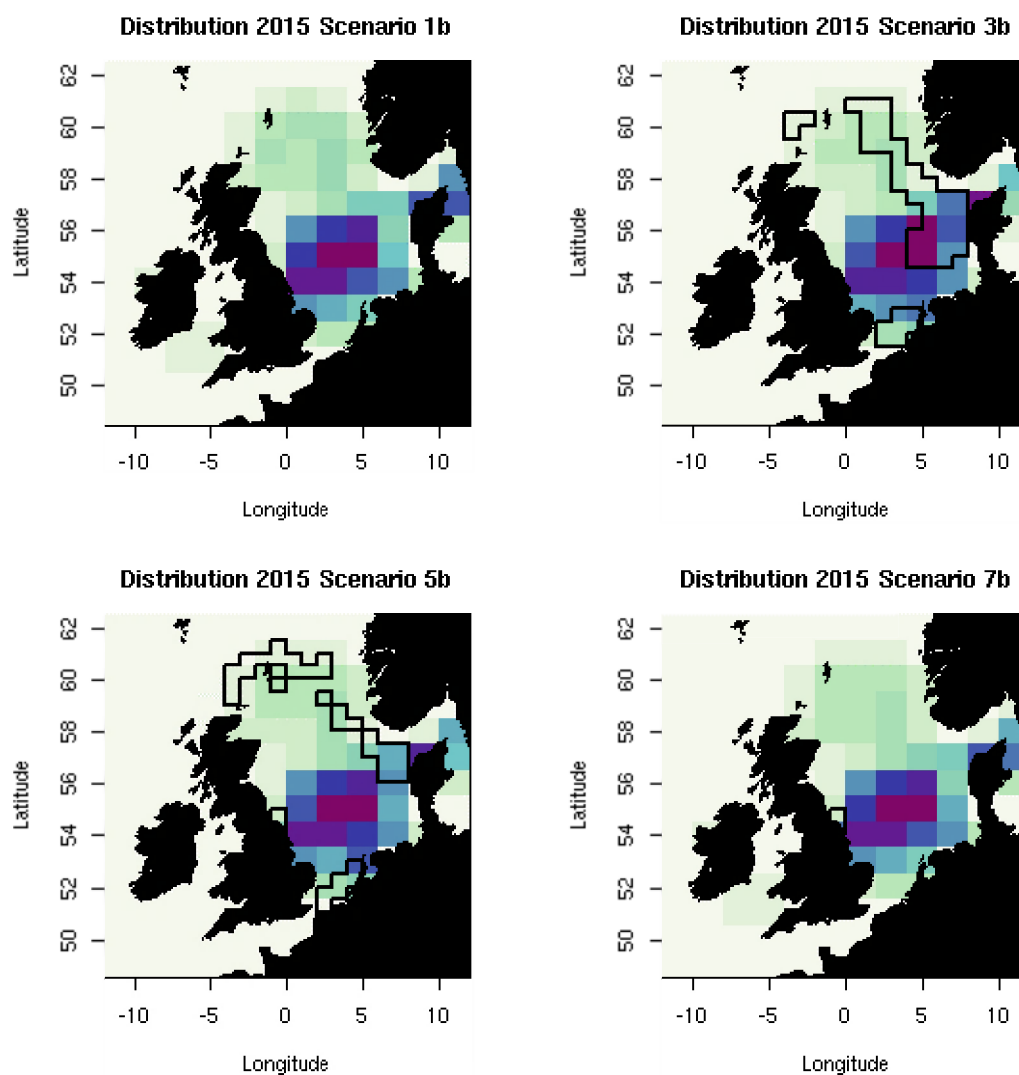 Distribution 2015 Scenario 1b
62
60
58
56
54
52
50
Latitude
-10 -5 0 5 10
Longitude
Distribution 2015 Scenario 3b
62
60
58
56
54
52
50
Latitude
-10 -5 0 5 10
Longitude
Distribution 2015 Scenario 5b
62
60
58
56
54
52
50
Latitude
-10 -5 0 5 10
Longitude
Distribution 2015 Scenario 7b
62
60
58
56
54
52
50
Latitude
-10 -5 0 5 10
Longitude